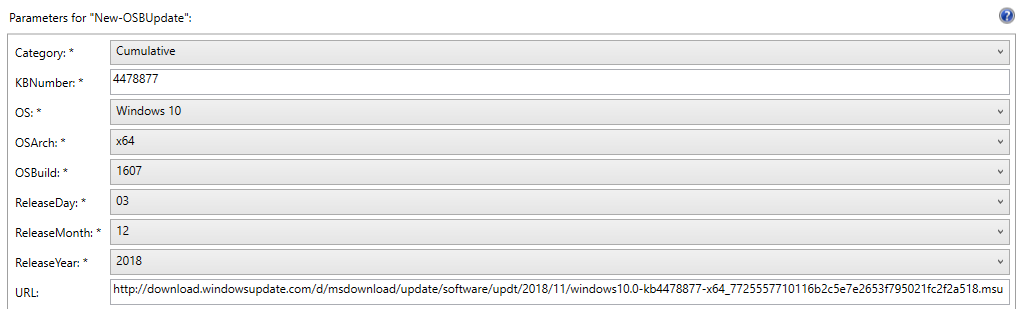 Parameters for "New-OSBUpdate":
Category: * Cumulative
KBNumber: * 4478877
OS: * Windows 10
OSArch: * x64
OSBuild: * 1607
ReleaseDay: * 03
ReleaseMonth: * 12
ReleaseYear: * 2018
URL: http://download.windowsupdate.com/d/msdownload/update/software/updt/2018/11/windows10.0-kb4478877-x64_7725557710116b2c5e7e2653f795021fc2f2a518.msu